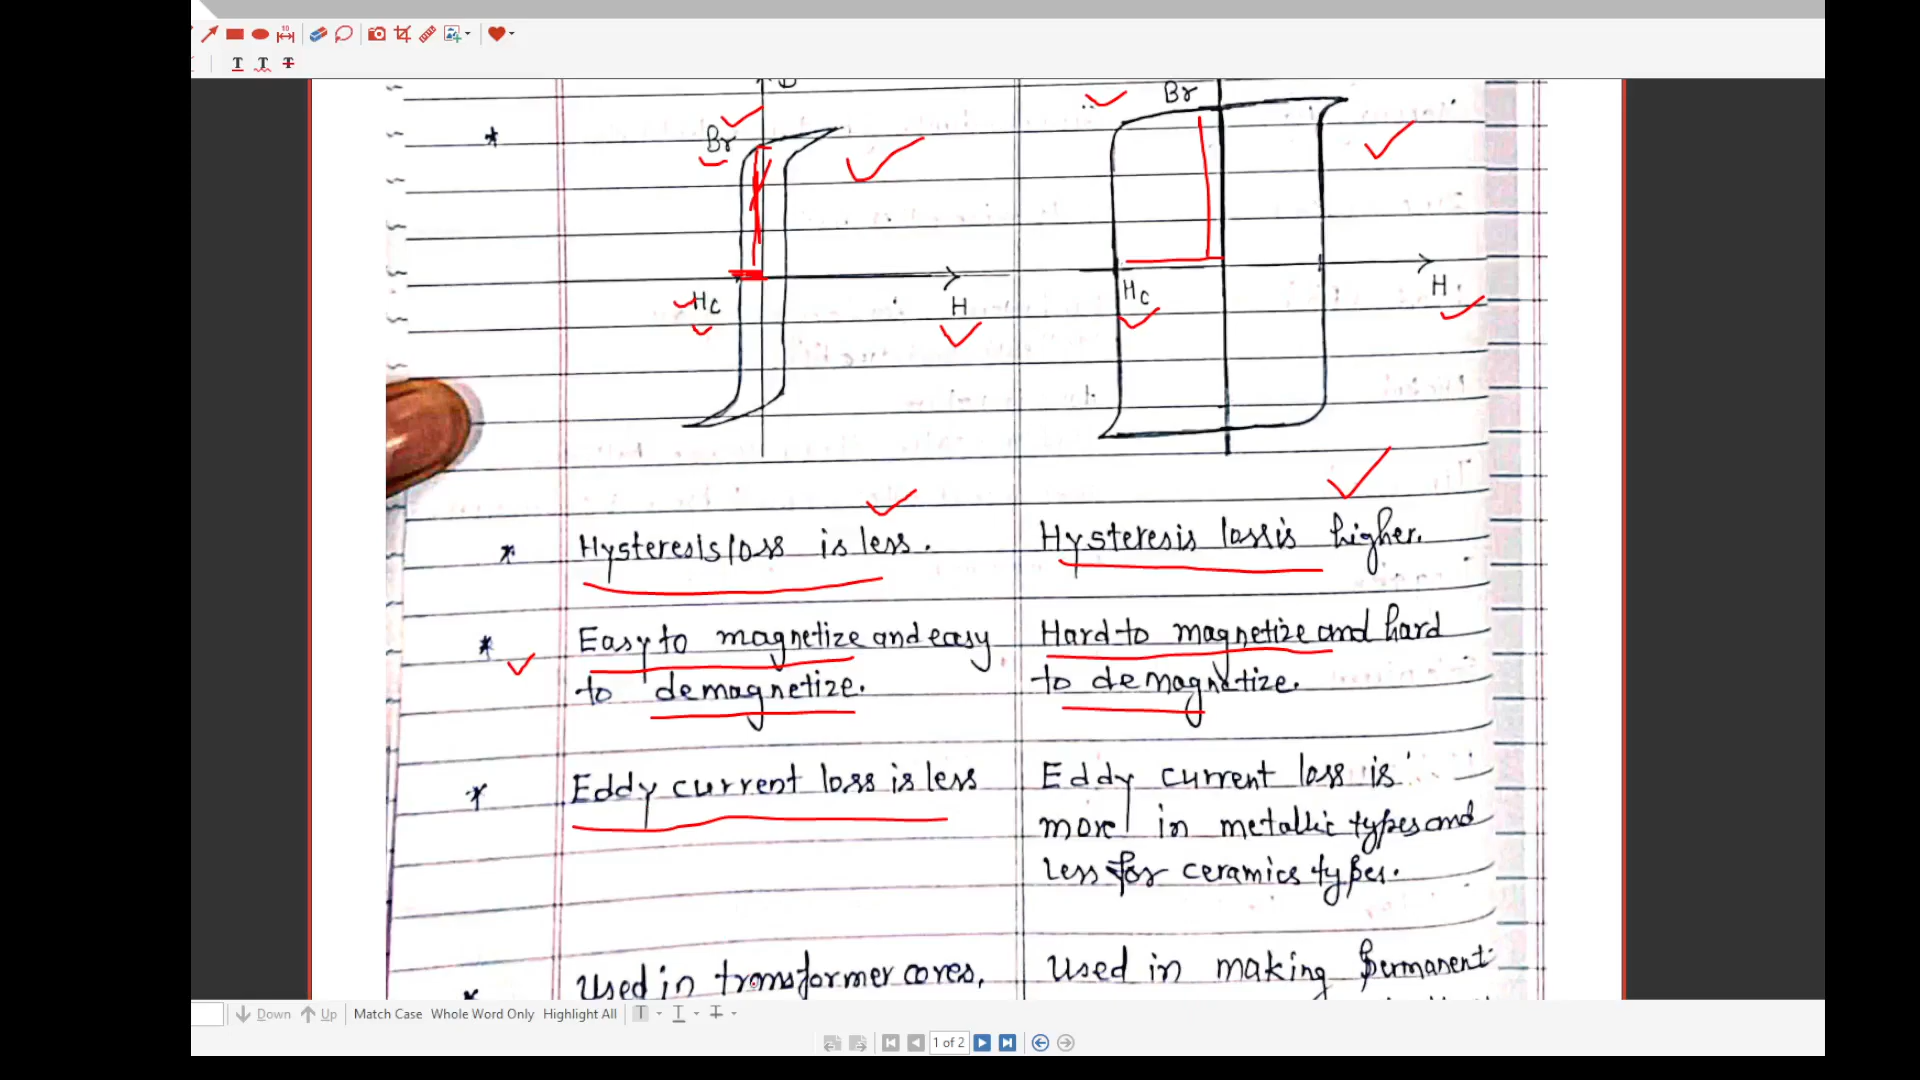 Br
Br
Hc
H
Hc
H
* Hysteresis loss is less.
Hysteresis loss is higher.
* Easy to magnetize and easy
to demagnetize.
Hard to magnetize and hard
to demagnetize.
* Eddy current loss is less
Eddy current loss is
more in metallic types and
less for ceramics types.
* Used in transformer cores,
Used in making permanent
Down Up Match Case Whole Word Only Highlight All
1 of 2